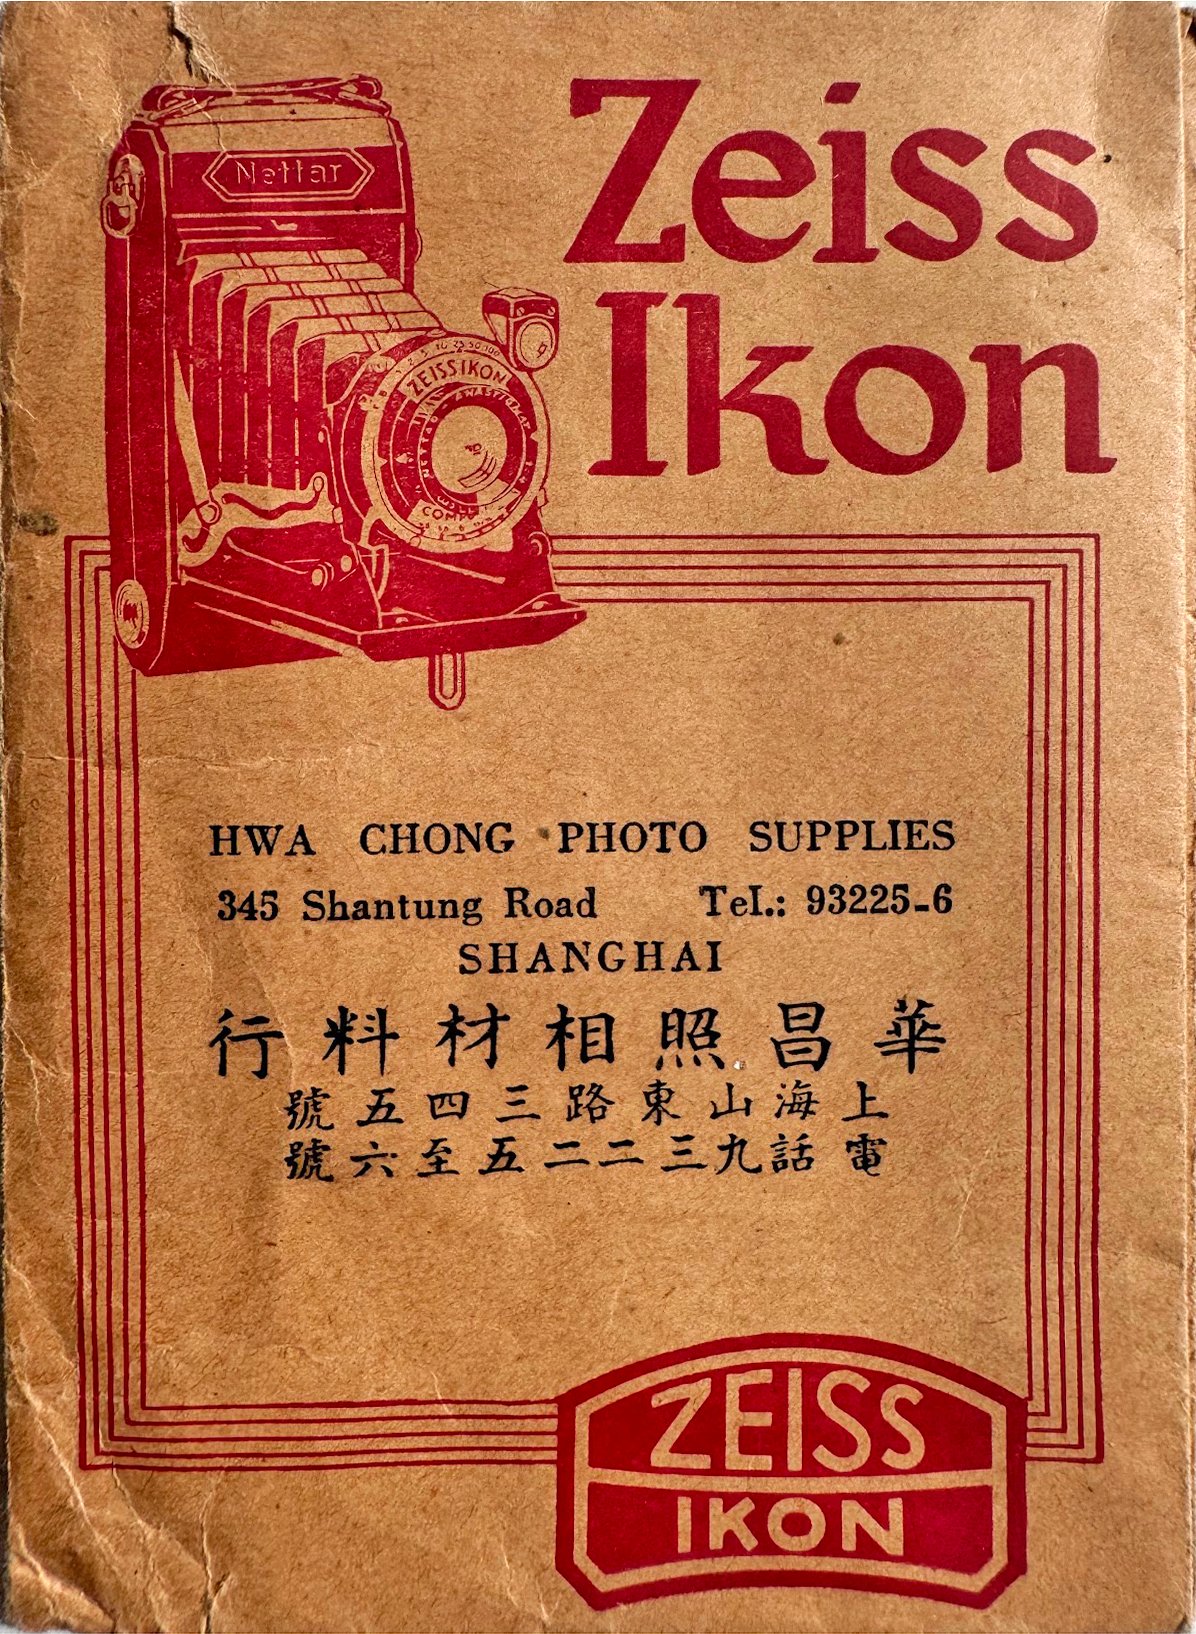 Zeiss
Ikon
Nettar
ZEISS IKON
HWA CHONG PHOTO SUPPLIES
345 Shantung Road Tel.: 93225-6
SHANGHAI
華昌照相材料行
上海山東路三四五號
電話九三二二五至六號
ZEISS
IKON